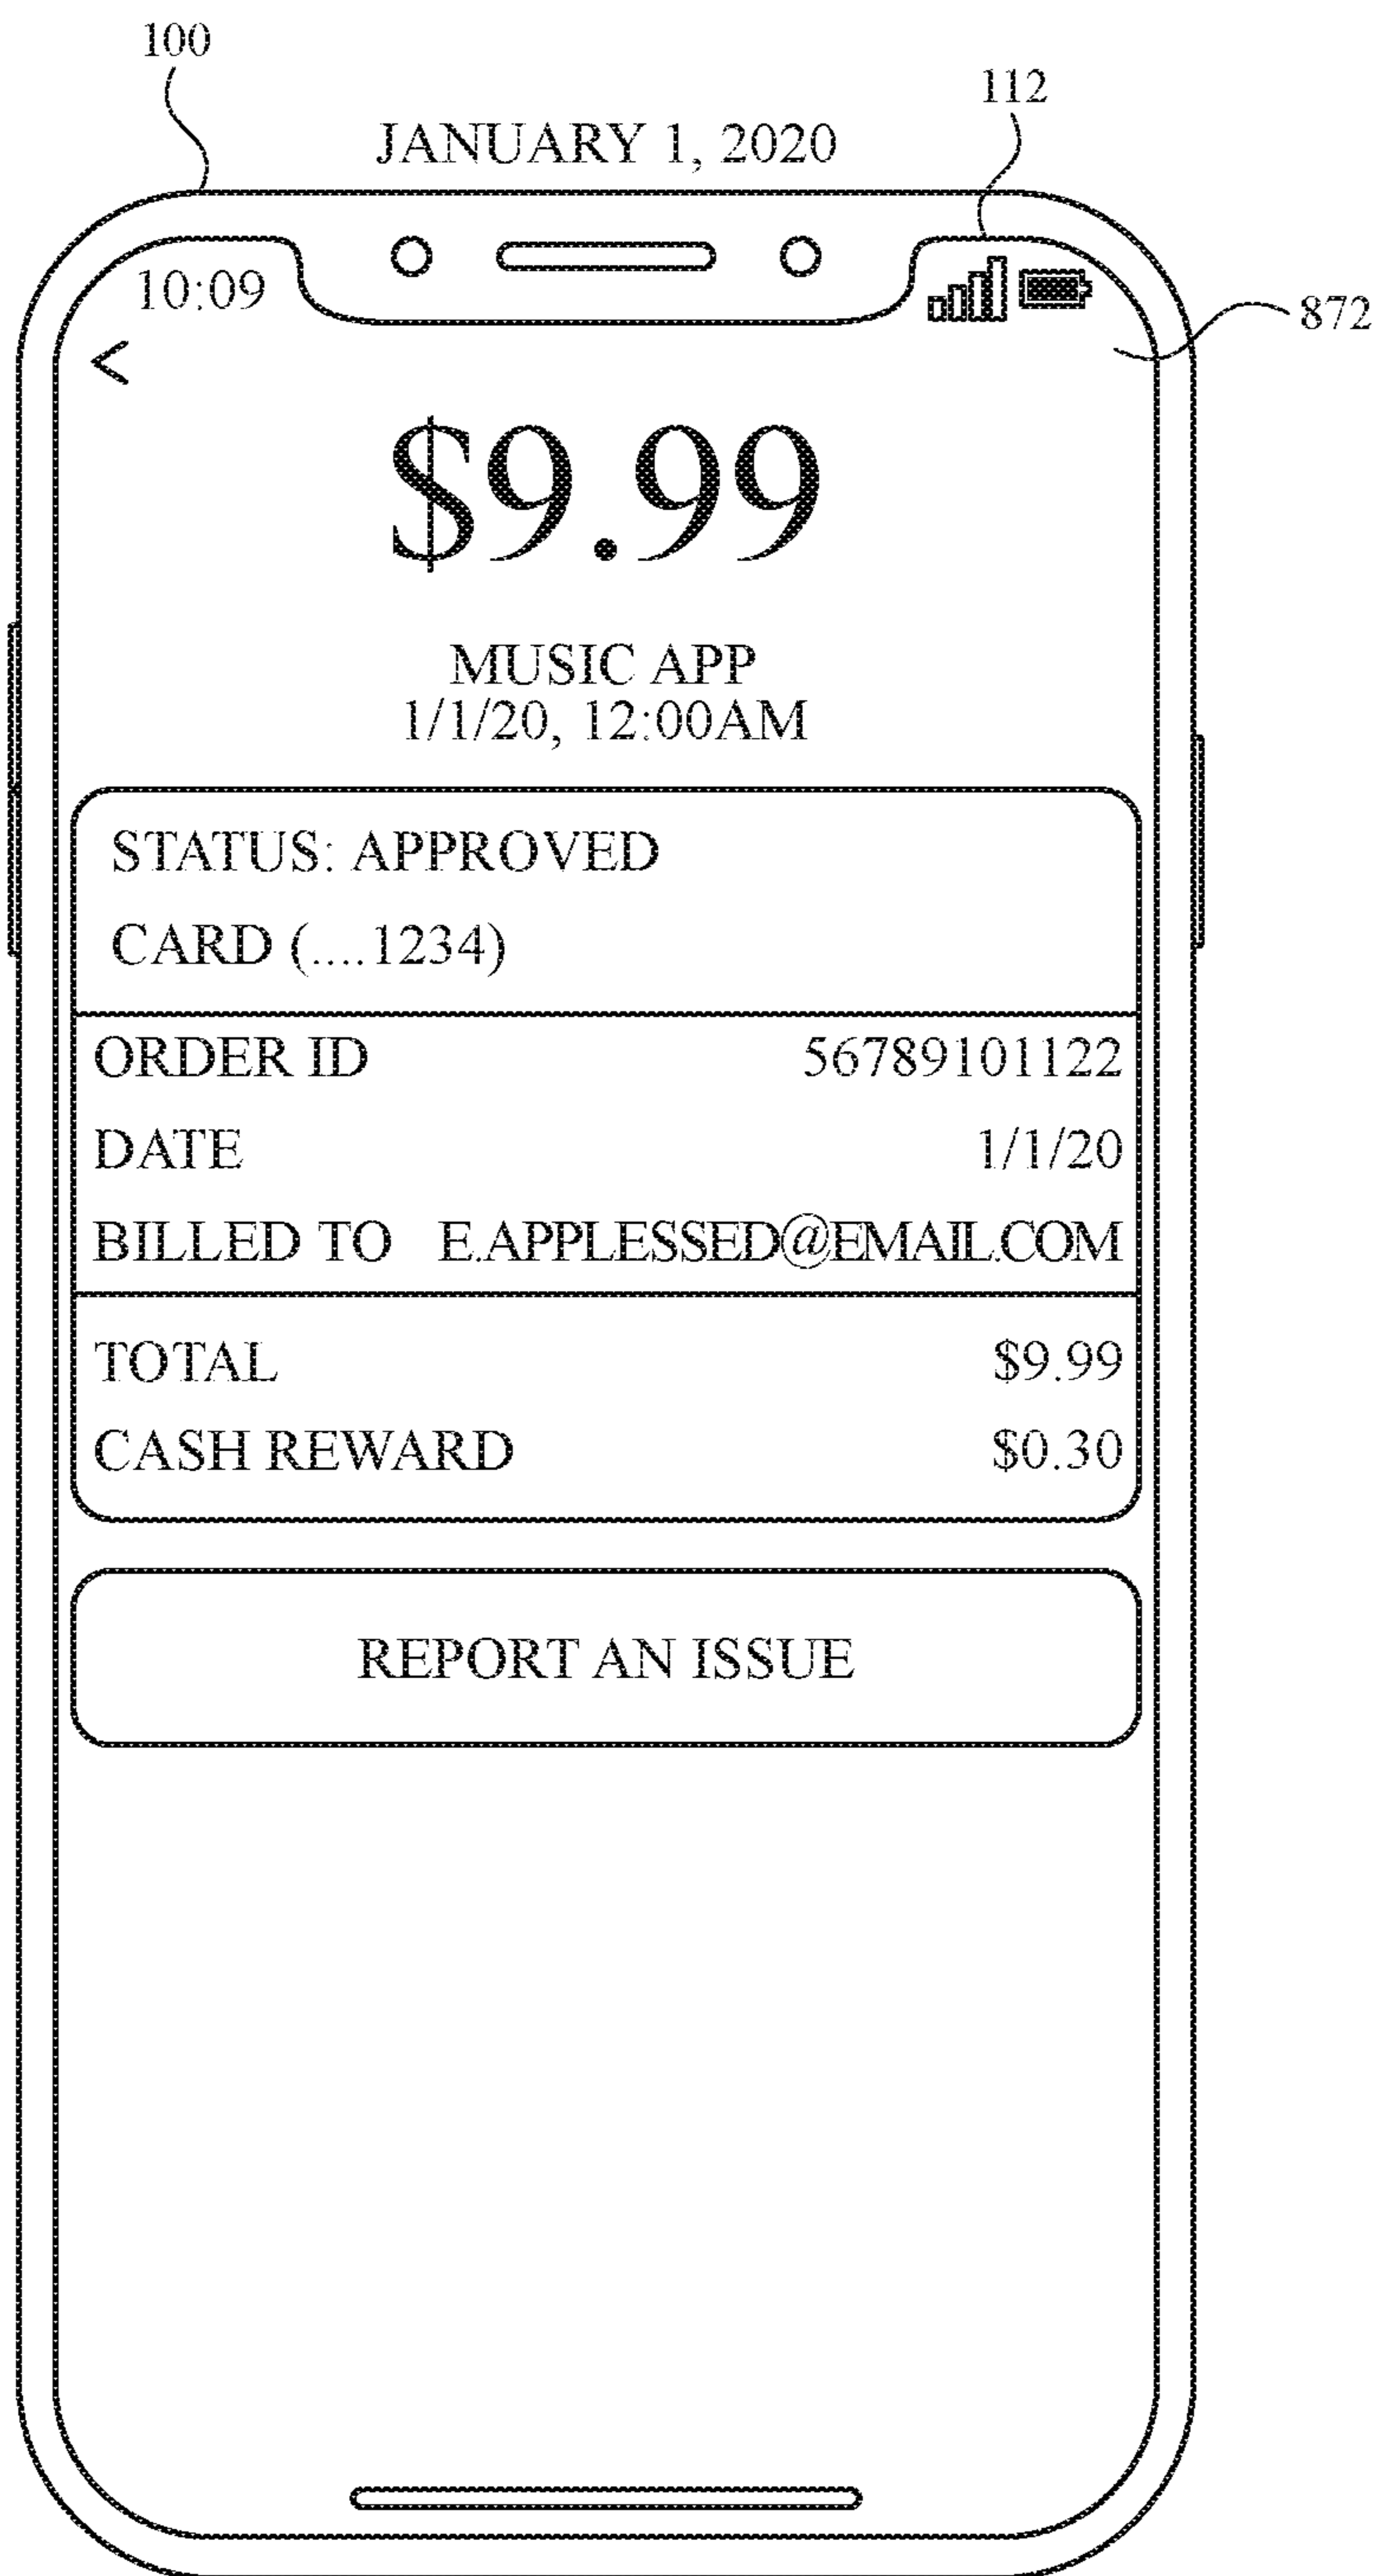 100
112
JANUARY 1, 2020
10:09
872
<
$9.99
MUSIC APP
1/1/20, 12:00AM
STATUS: APPROVED
CARD (....1234)
ORDER ID 56789101122
DATE 1/1/20
BILLED TO E.APPLESSED@EMAIL.COM
TOTAL $9.99
CASH REWARD $0.30
REPORT AN ISSUE